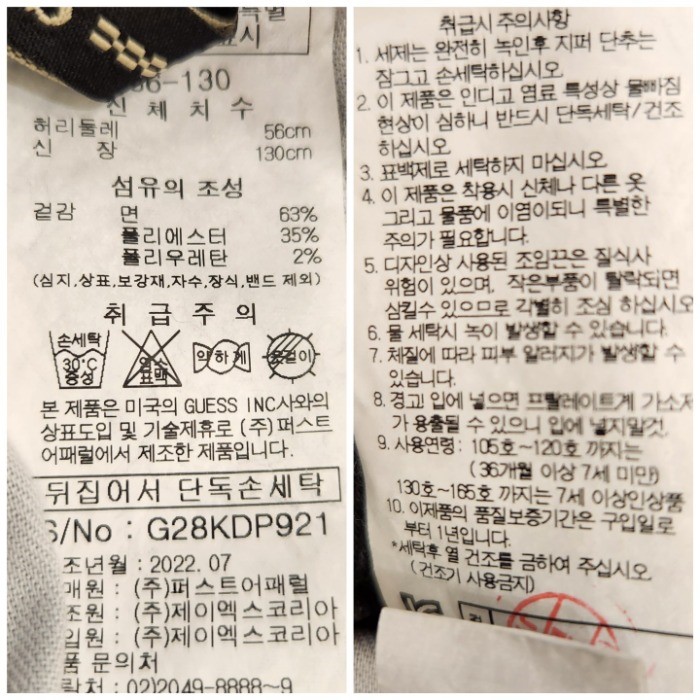 56-130
신 체 치 수
허리둘레 56cm
신 장 130cm
섬유의 조성
겉감 면 63%
폴리에스터 35%
폴리우레탄 2%
(심지,상표,보강재,자수,장식,밴드 제외)
취 급 주 의
손세탁 30°C 중성
염소 표백
약하게
옷걸이
본 제품은 미국의 GUESS INC사와의
상표도입 및 기술제휴로 (주)퍼스트
어패럴에서 제조한 제품입니다.
뒤집어서 단독손세탁
S/No : G28KDP921
조년월 : 2022. 07
매원 : (주)퍼스트어패럴
조원 : (주)제이엑스코리아
입원 : (주)제이엑스코리아
품 문의처
락처 : 02)2049-8888~9
취급시 주의사항
1. 세제는 완전히 녹인후 지퍼 단추는
잠그고 손세탁하십시오
2. 이 제품은 인디고 염료 특성상 물빠짐
현상이 심하니 반드시 단독세탁/건조
하십시오
3. 표백제로 세탁하지 마십시오
4. 이 제품은 착용시 신체나 다른 옷
그리고 물품에 이염이되니 특별한
주의가 필요합니다.
5. 디자인상 사용된 조임끈은 질식사
위험이 있으며, 작은부품이 탈락되면
삼킬수 있으므로 각별히 조심 하십시오
6. 물 세탁시 녹이 발생할 수 있습니다.
7. 체질에 따라 피부 알러지가 발생할 수
있습니다.
8. 경고! 입에 넣으면 프탈레이트계 가소제
가 용출될 수 있으니 입에 넣지말것.
9. 사용연령: 105호~120호 까지는
(36개월 이상 7세 미만)
130호~165호 까지는 7세 이상인상품
10. 이제품의 품질보증기간은 구입일로
부터 1년입니다.
*세탁후 열 건조를 금하여 주십시오
(건조기 사용금지)